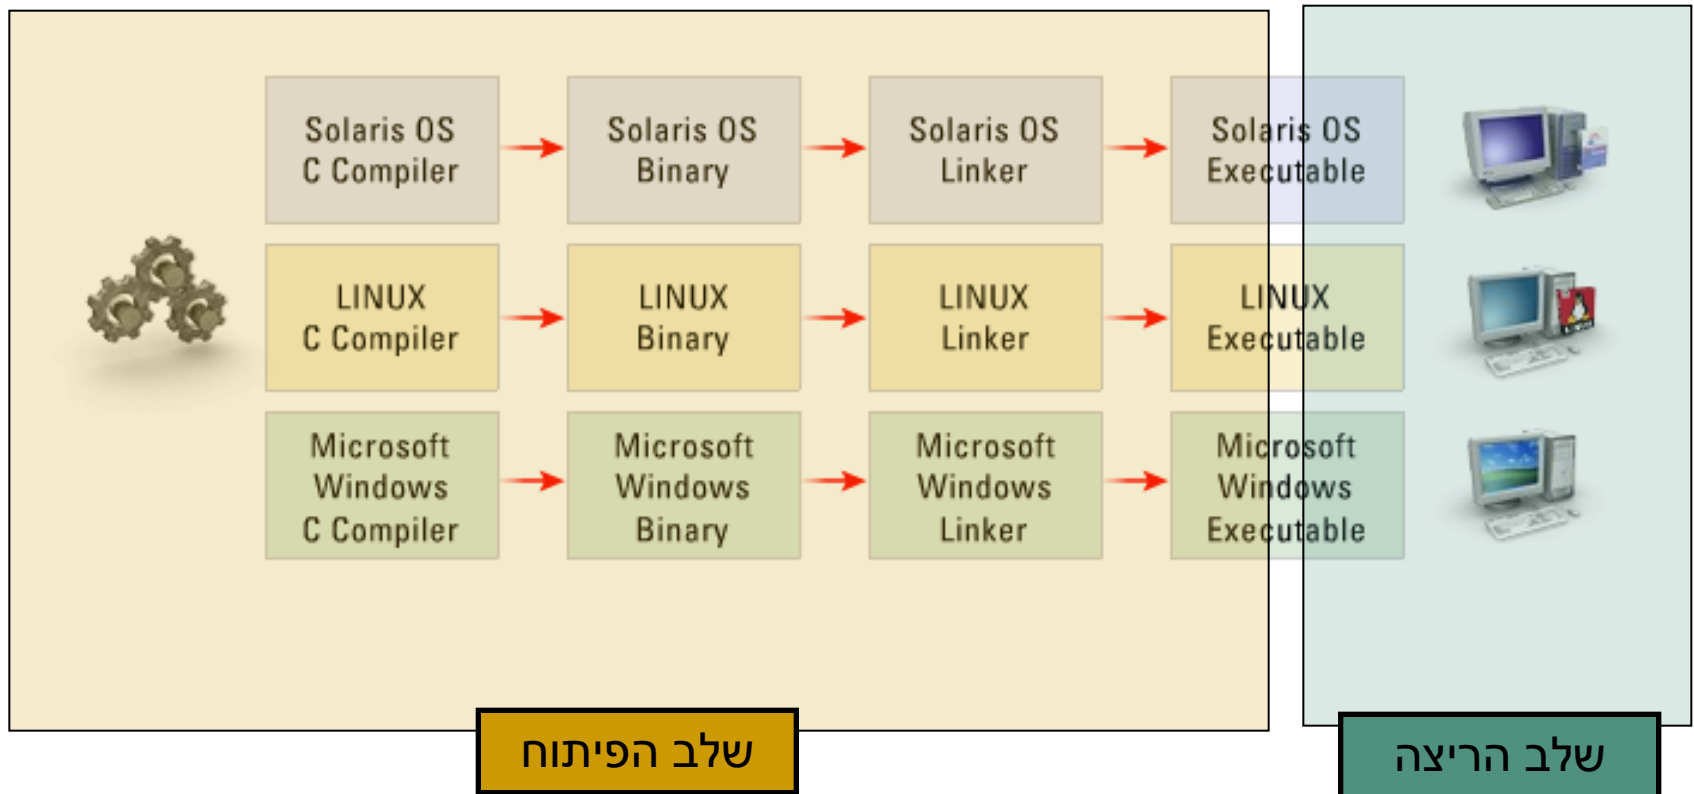 Solaris OS
C Compiler
Solaris OS
Binary
Solaris OS
Linker
Solaris OS
Executable
LINUX
C Compiler
LINUX
Binary
LINUX
Linker
LINUX
Executable
Microsoft
Windows
C Compiler
Microsoft
Windows
Binary
Microsoft
Windows
Linker
Microsoft
Windows
Executable
שלב הפיתוח
שלב הריצה